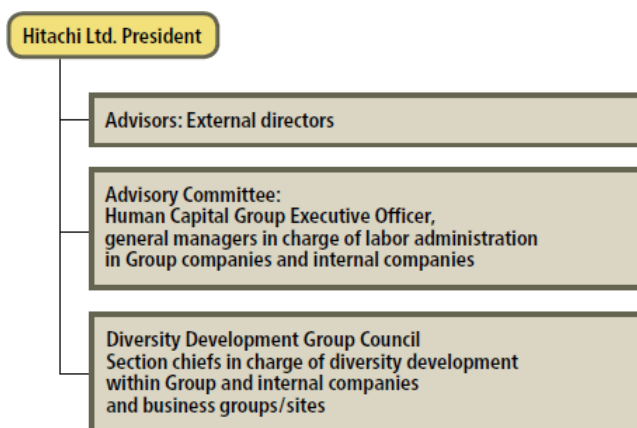 Hitachi Ltd. President
Advisors: External directors
Advisory Committee:
Human Capital Group Executive Officer,
general managers in charge of labor administration
in Group companies and internal companies
Diversity Development Group Council
Section chiefs in charge of diversity development
within Group and internal companies
and business groups/sites